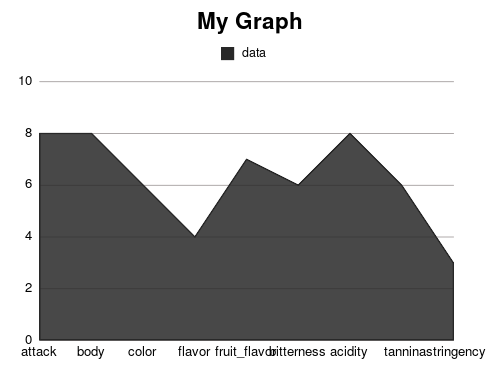 My Graph
data
10
8
6
4
2
0
attack body color flavor fruit_flavor bitterness acidity tannin astringency